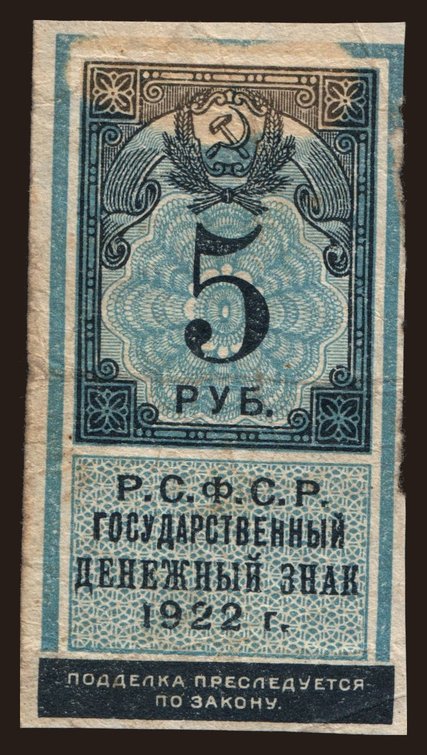 5
РУБ.
Р.С.Ф.С.Р.
ГОСУДАРСТВЕННЫЙ
ДЕНЕЖНЫЙ ЗНАК
1922 г.
ПОДДЕЛКА ПРЕСЛЕДУЕТСЯ
ПО ЗАКОНУ.